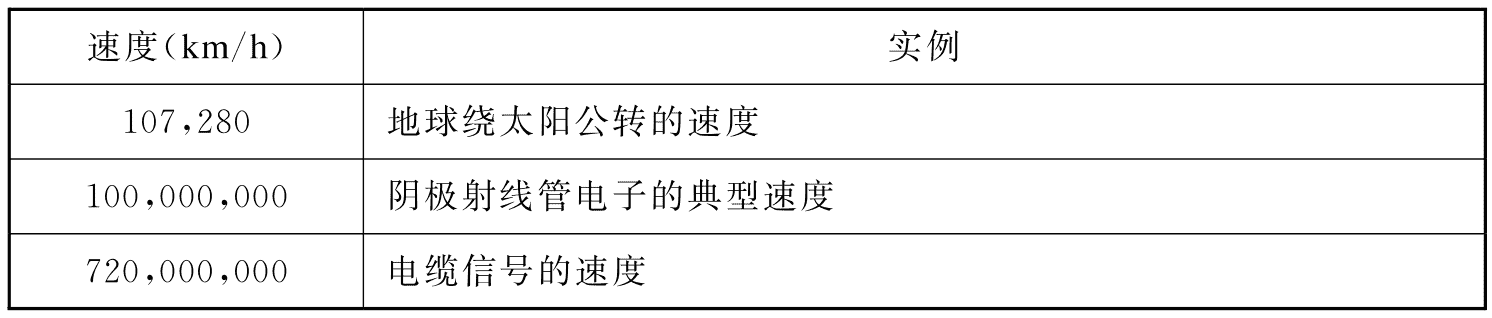 速度(km/h) 实例
107,280 地球绕太阳公转的速度
100,000,000 阴极射线管电子的典型速度
720,000,000 电缆信号的速度